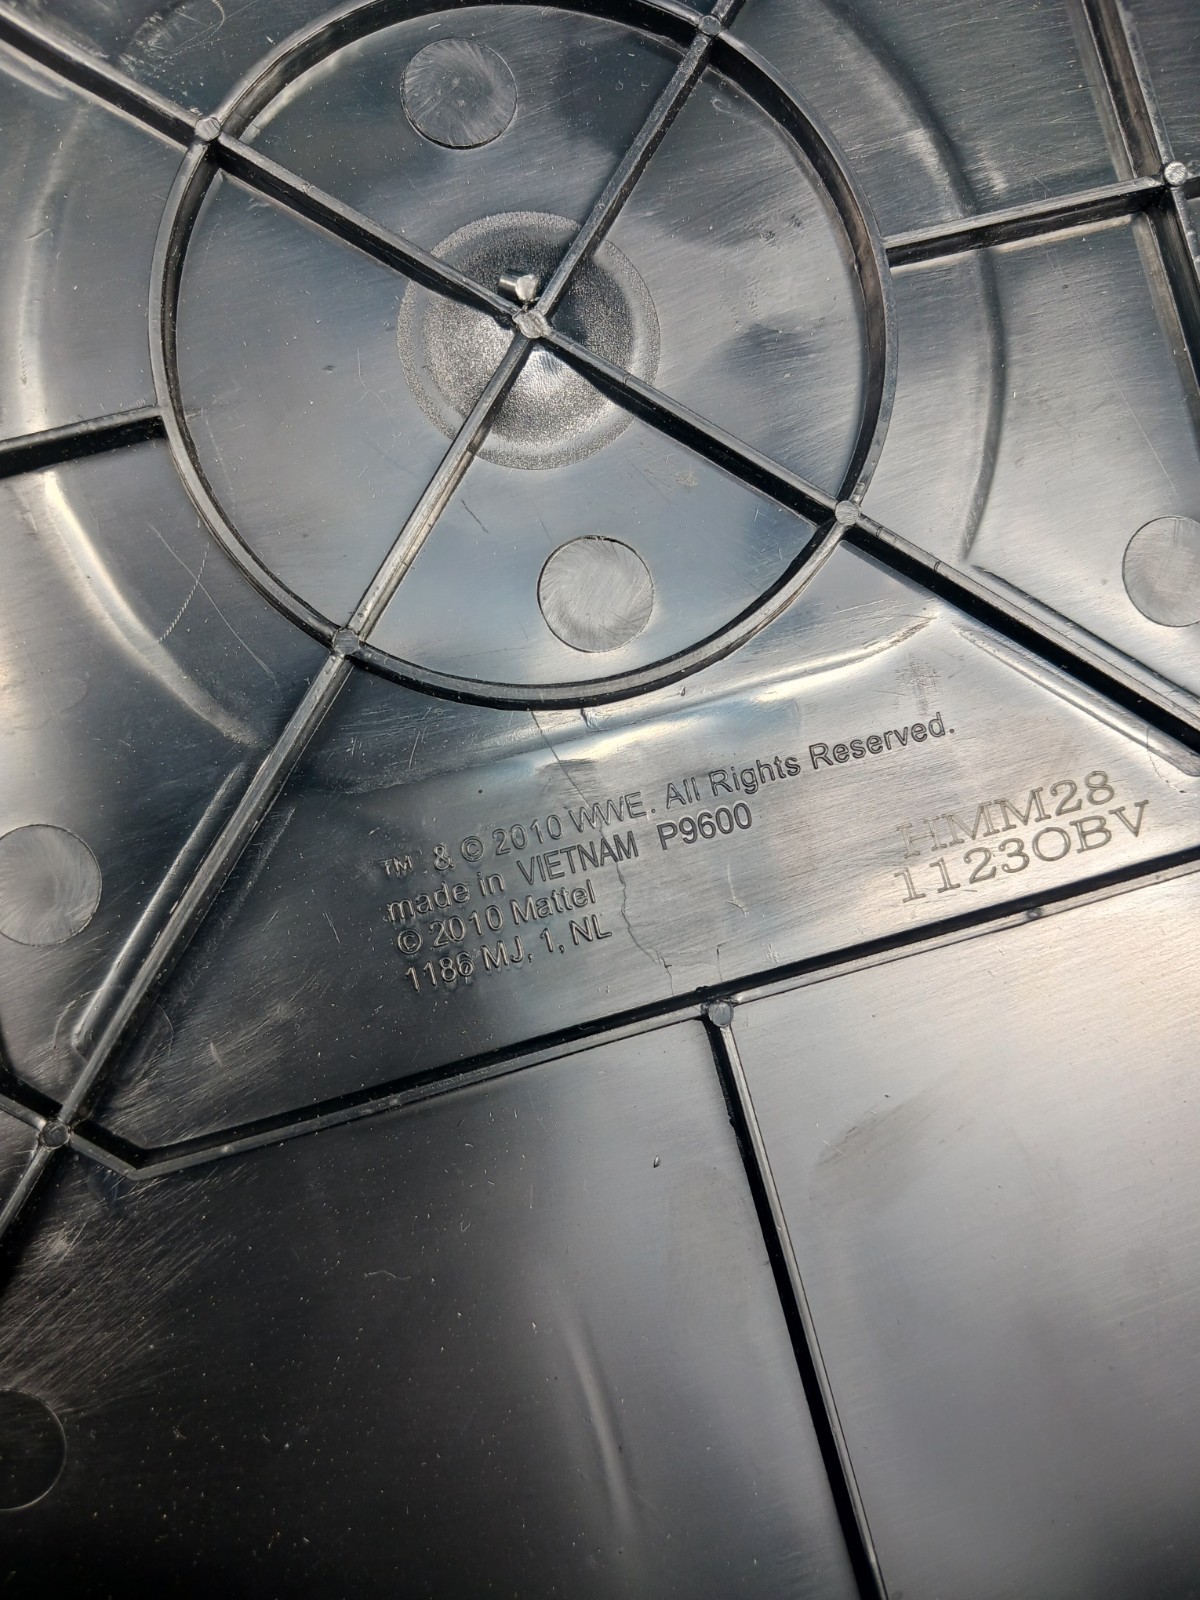 ™ & © 2010 WWE. All Rights Reserved.
made in VIETNAM P9600
© 2010 Mattel
1186 MJ, 1, NL
HMM28
1123OBV